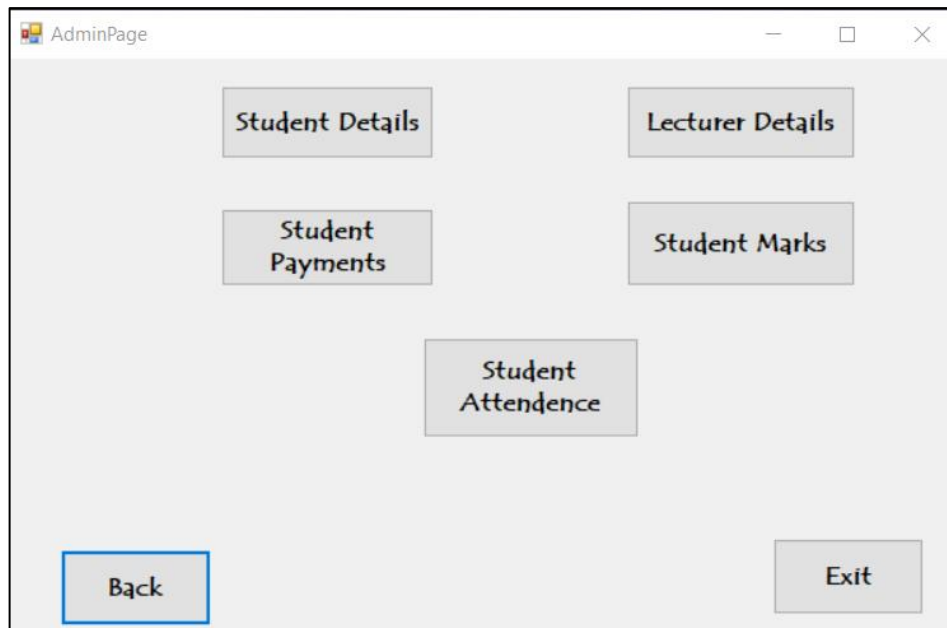 AdminPage
Student Details
Lecturer Details
Student
Payments
Student Marks
Student
Attendence
Back
Exit